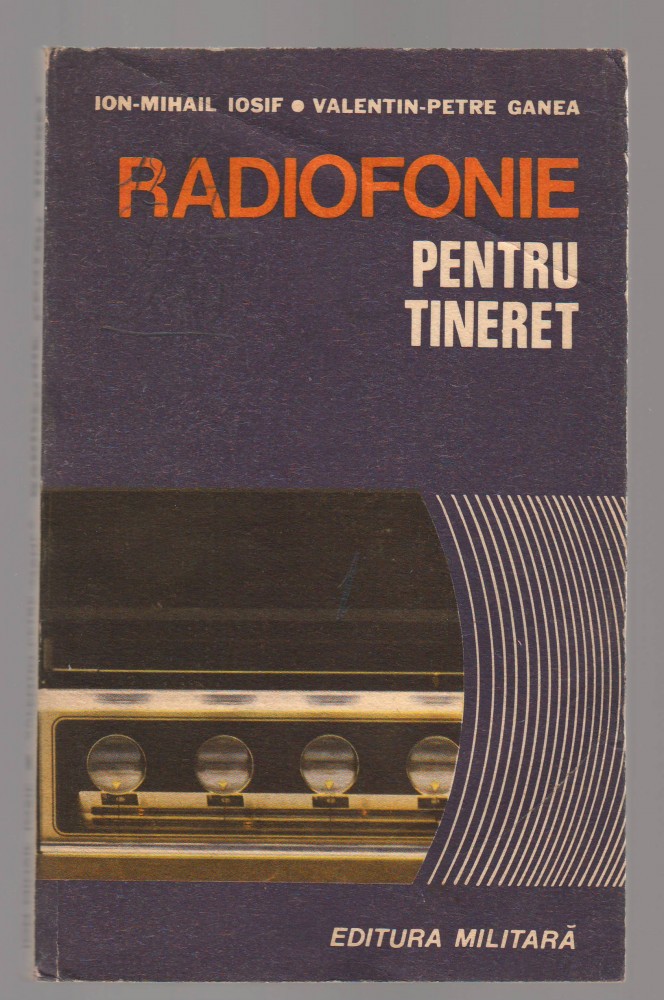 ION-MIHAIL IOSIF • VALENTIN-PETRE GANEA
RADIOFONIE
PENTRU
TINERET
EDITURA MILITARĂ